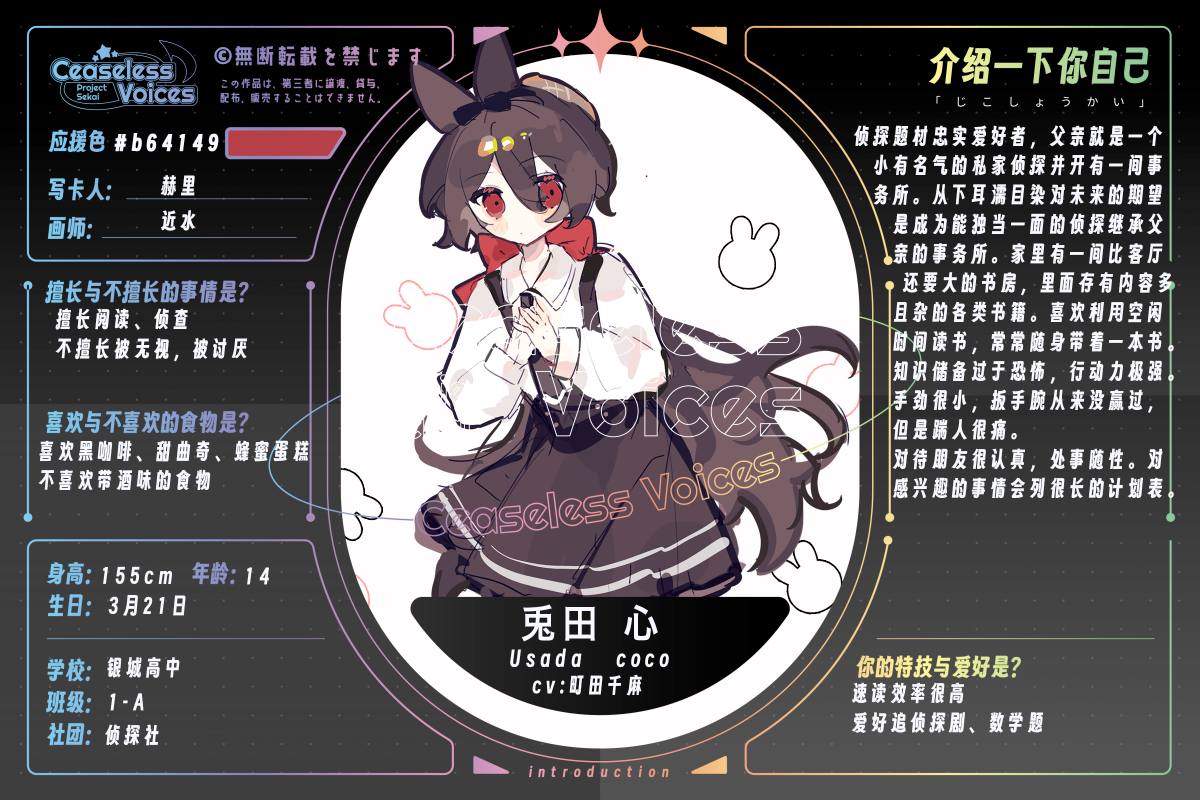 Ceaseless
Project
Sekai
Voices
©無断転載を禁じます
この作品は、第三者に譲渡、貸与、
配布、販売することはできません。
应援色 #b64149
写卡人: 赫里
画师: 近水
擅长与不擅长的事情是?
擅长阅读、侦查
不擅长被无视，被讨厌
喜欢与不喜欢的食物是?
喜欢黑咖啡、甜曲奇、蜂蜜蛋糕
不喜欢带酒味的食物
身高: 155cm 年龄: 14
生日: 3月21日
学校: 银城高中
班级: 1-A
社团: 侦探社
Ceaseless
Voices
Ceaseless Voices
兎田 心
Usada coco
cv:町田千麻
introduction
介绍一下你自己
「じこしょうかい」
侦探题材忠实爱好者，父亲就是一个
小有名气的私家侦探并开有一间事
务所。从下耳濡目染对未来的期望
是成为能独当一面的侦探继承父
亲的事务所。家里有一间比客厅
还要大的书房，里面存有内容多
且杂的各类书籍。喜欢利用空闲
时间读书，常常随身带着一本书。
知识储备过于恐怖，行动力极强。
手劲很小，扳手腕从来没赢过，
但是踹人很痛。
对待朋友很认真，处事随性。对
感兴趣的事情会列很长的计划表。
你的特技与爱好是?
速读效率很高
爱好追侦探剧、数学题